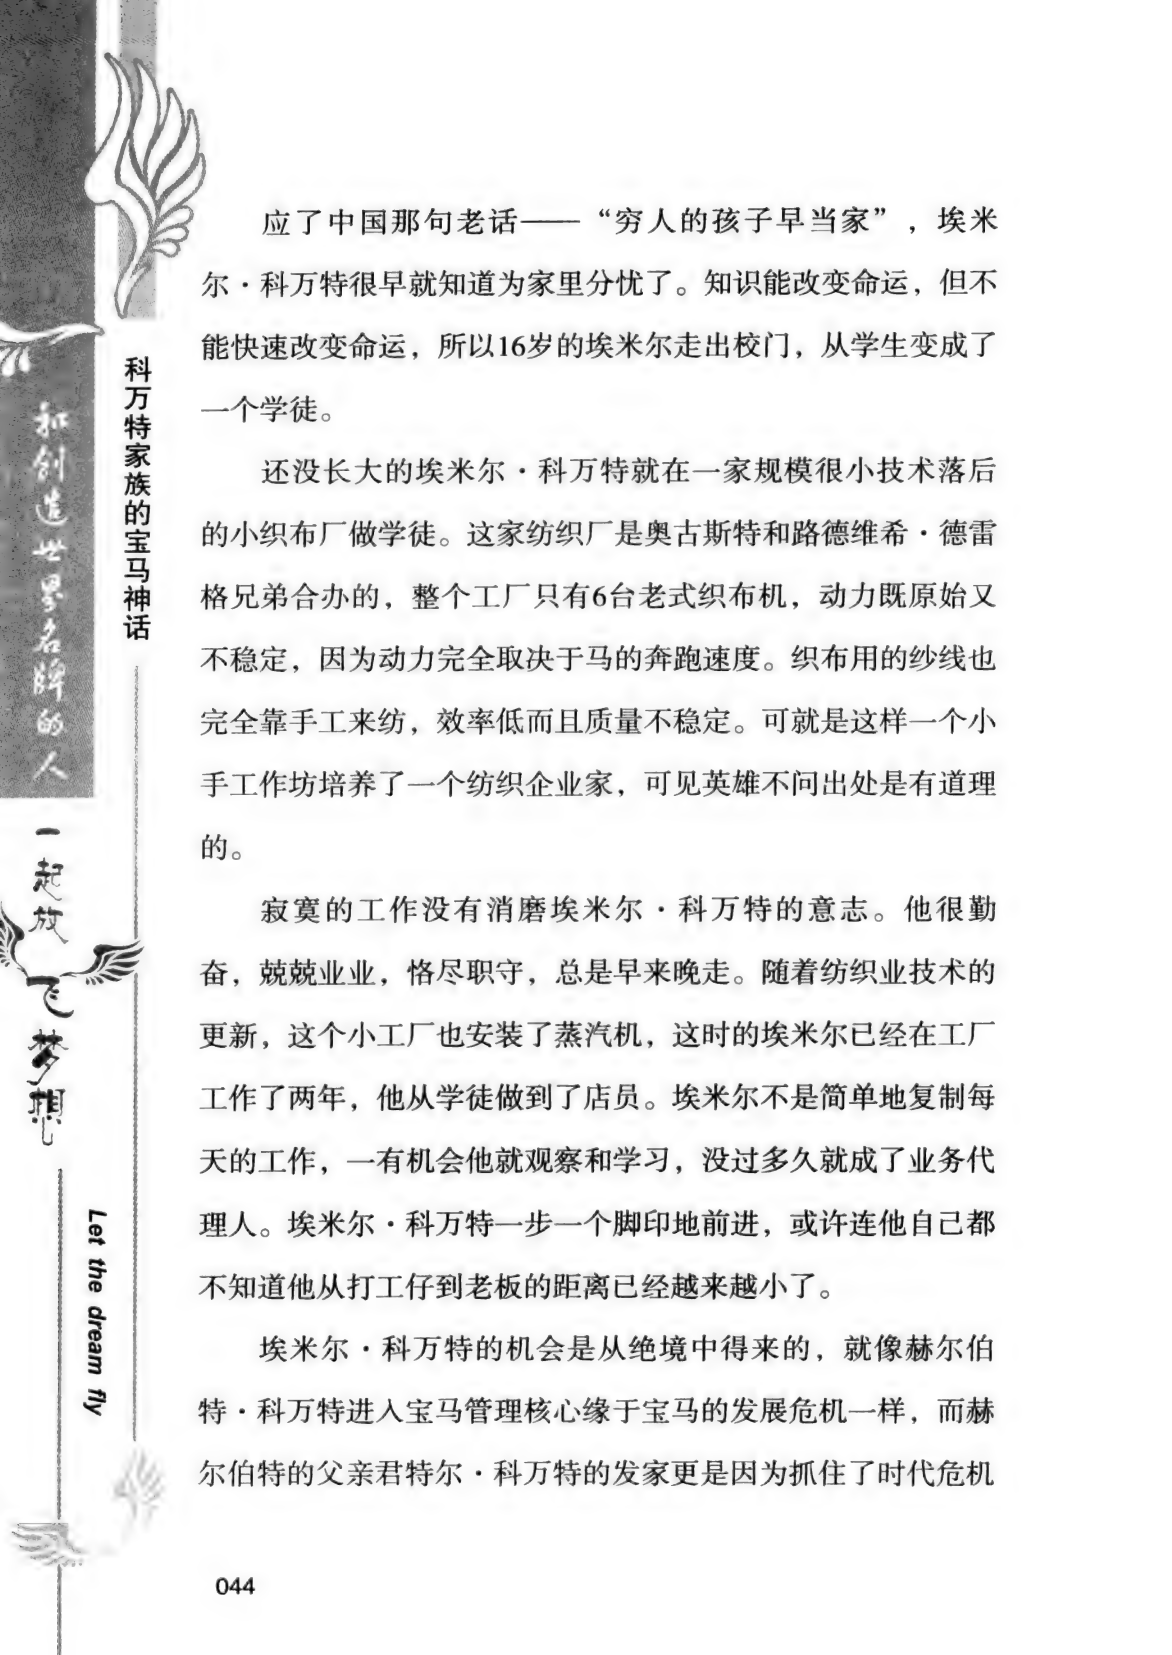 和创造世界名牌的人
一起放飞梦想
科万特家族的宝马神话
Let the dream fly
应了中国那句老话——“穷人的孩子早当家”，埃米
尔·科万特很早就知道为家里分忧了。知识能改变命运，但不
能快速改变命运，所以16岁的埃米尔走出校门，从学生变成了
一个学徒。
还没长大的埃米尔·科万特就在一家规模很小技术落后
的小织布厂做学徒。这家纺织厂是奥古斯特和路德维希·德雷
格兄弟合办的，整个工厂只有6台老式织布机，动力既原始又
不稳定，因为动力完全取决于马的奔跑速度。织布用的纱线也
完全靠手工来纺，效率低而且质量不稳定。可就是这样一个小
手工作坊培养了一个纺织企业家，可见英雄不问出处是有道理
的。
寂寞的工作没有消磨埃米尔·科万特的意志。他很勤
奋，兢兢业业，恪尽职守，总是早来晚走。随着纺织业技术的
更新，这个小工厂也安装了蒸汽机，这时的埃米尔已经在工厂
工作了两年，他从学徒做到了店员。埃米尔不是简单地复制每
天的工作，一有机会他就观察和学习，没过多久就成了业务代
理人。埃米尔·科万特一步一个脚印地前进，或许连他自己都
不知道他从打工仔到老板的距离已经越来越小了。
埃米尔·科万特的机会是从绝境中得来的，就像赫尔伯
特·科万特进入宝马管理核心缘于宝马的发展危机一样，而赫
尔伯特的父亲君特尔·科万特的发家更是因为抓住了时代危机
044